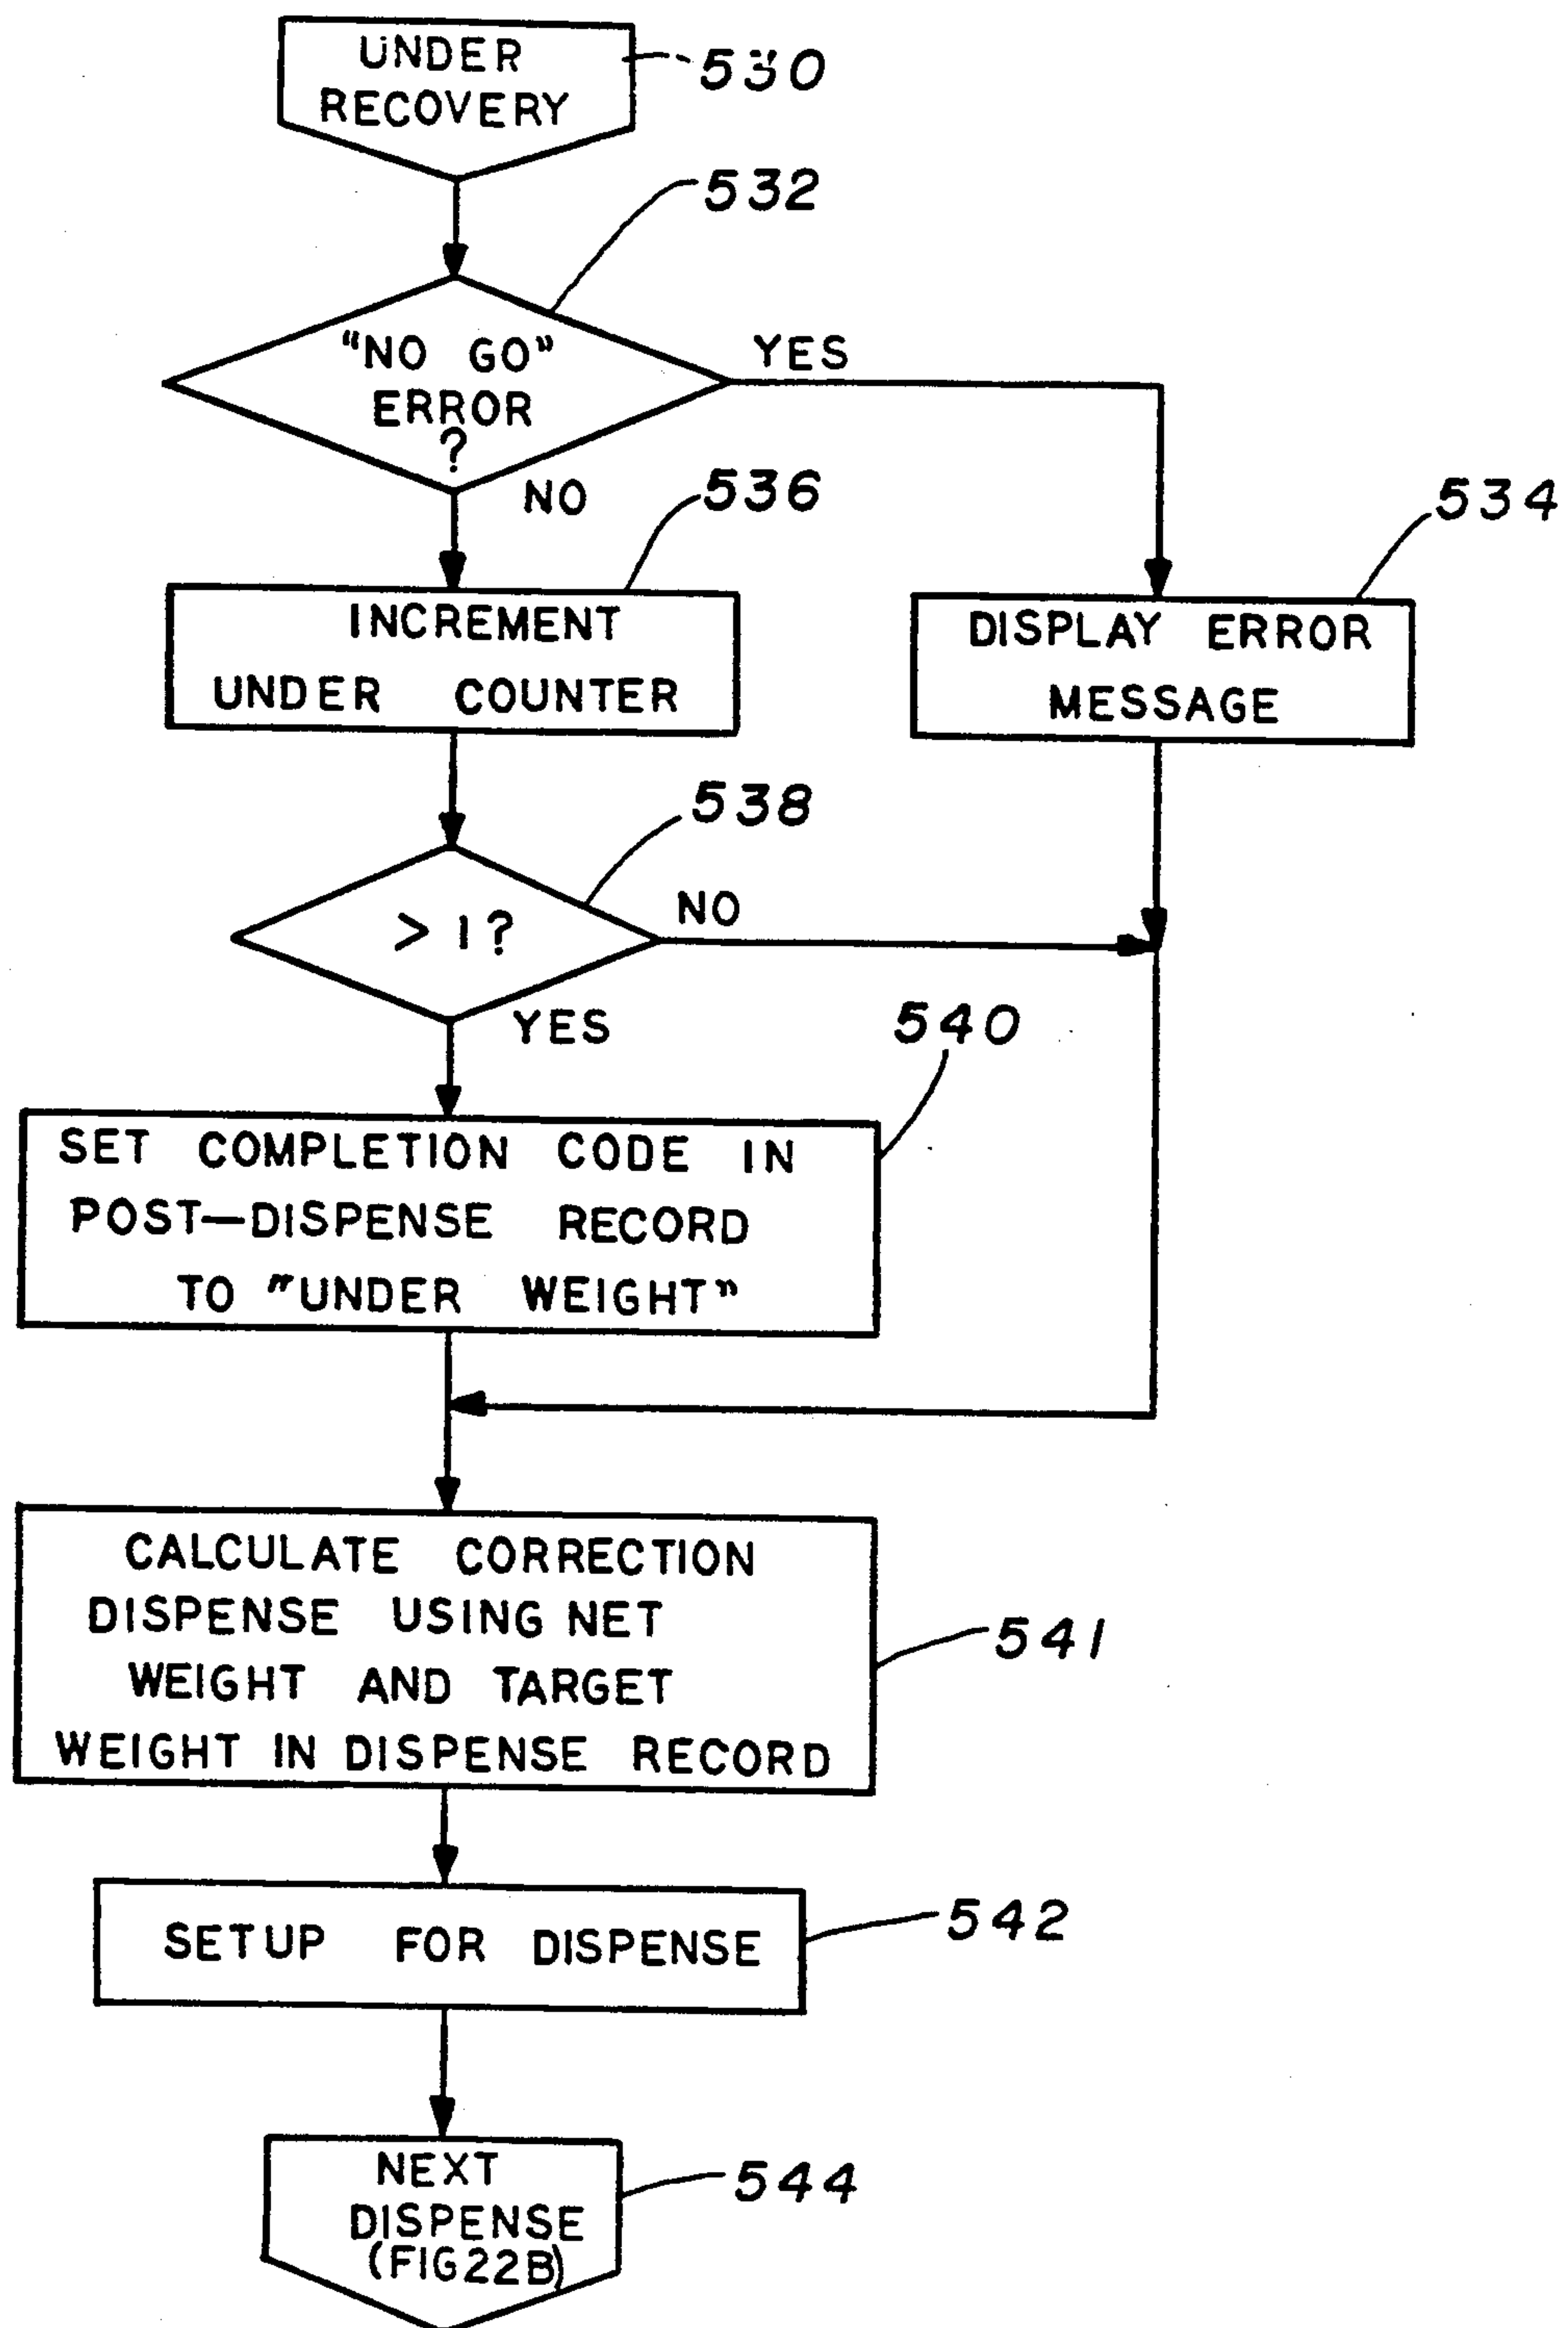 UNDER
RECOVERY
530
532
"NO GO"
ERROR
?
YES
NO
536
534
INCREMENT
UNDER COUNTER
DISPLAY ERROR
MESSAGE
538
> 1?
NO
YES
540
SET COMPLETION CODE IN
POST—DISPENSE RECORD
TO "UNDER WEIGHT"
CALCULATE CORRECTION
DISPENSE USING NET
WEIGHT AND TARGET
WEIGHT IN DISPENSE RECORD
541
SETUP FOR DISPENSE
542
NEXT
DISPENSE
(FIG22B)
544